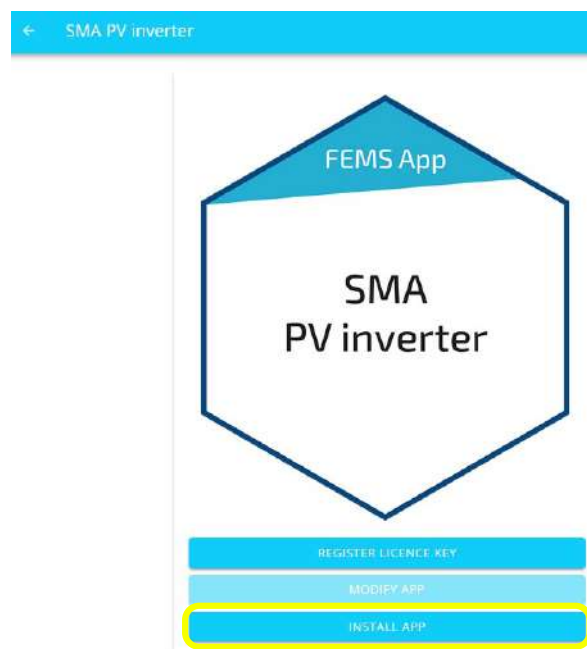 ← SMA PV inverter
FEMS App
SMA
PV inverter
REGISTER LICENCE KEY
MODIFY APP
INSTALL APP